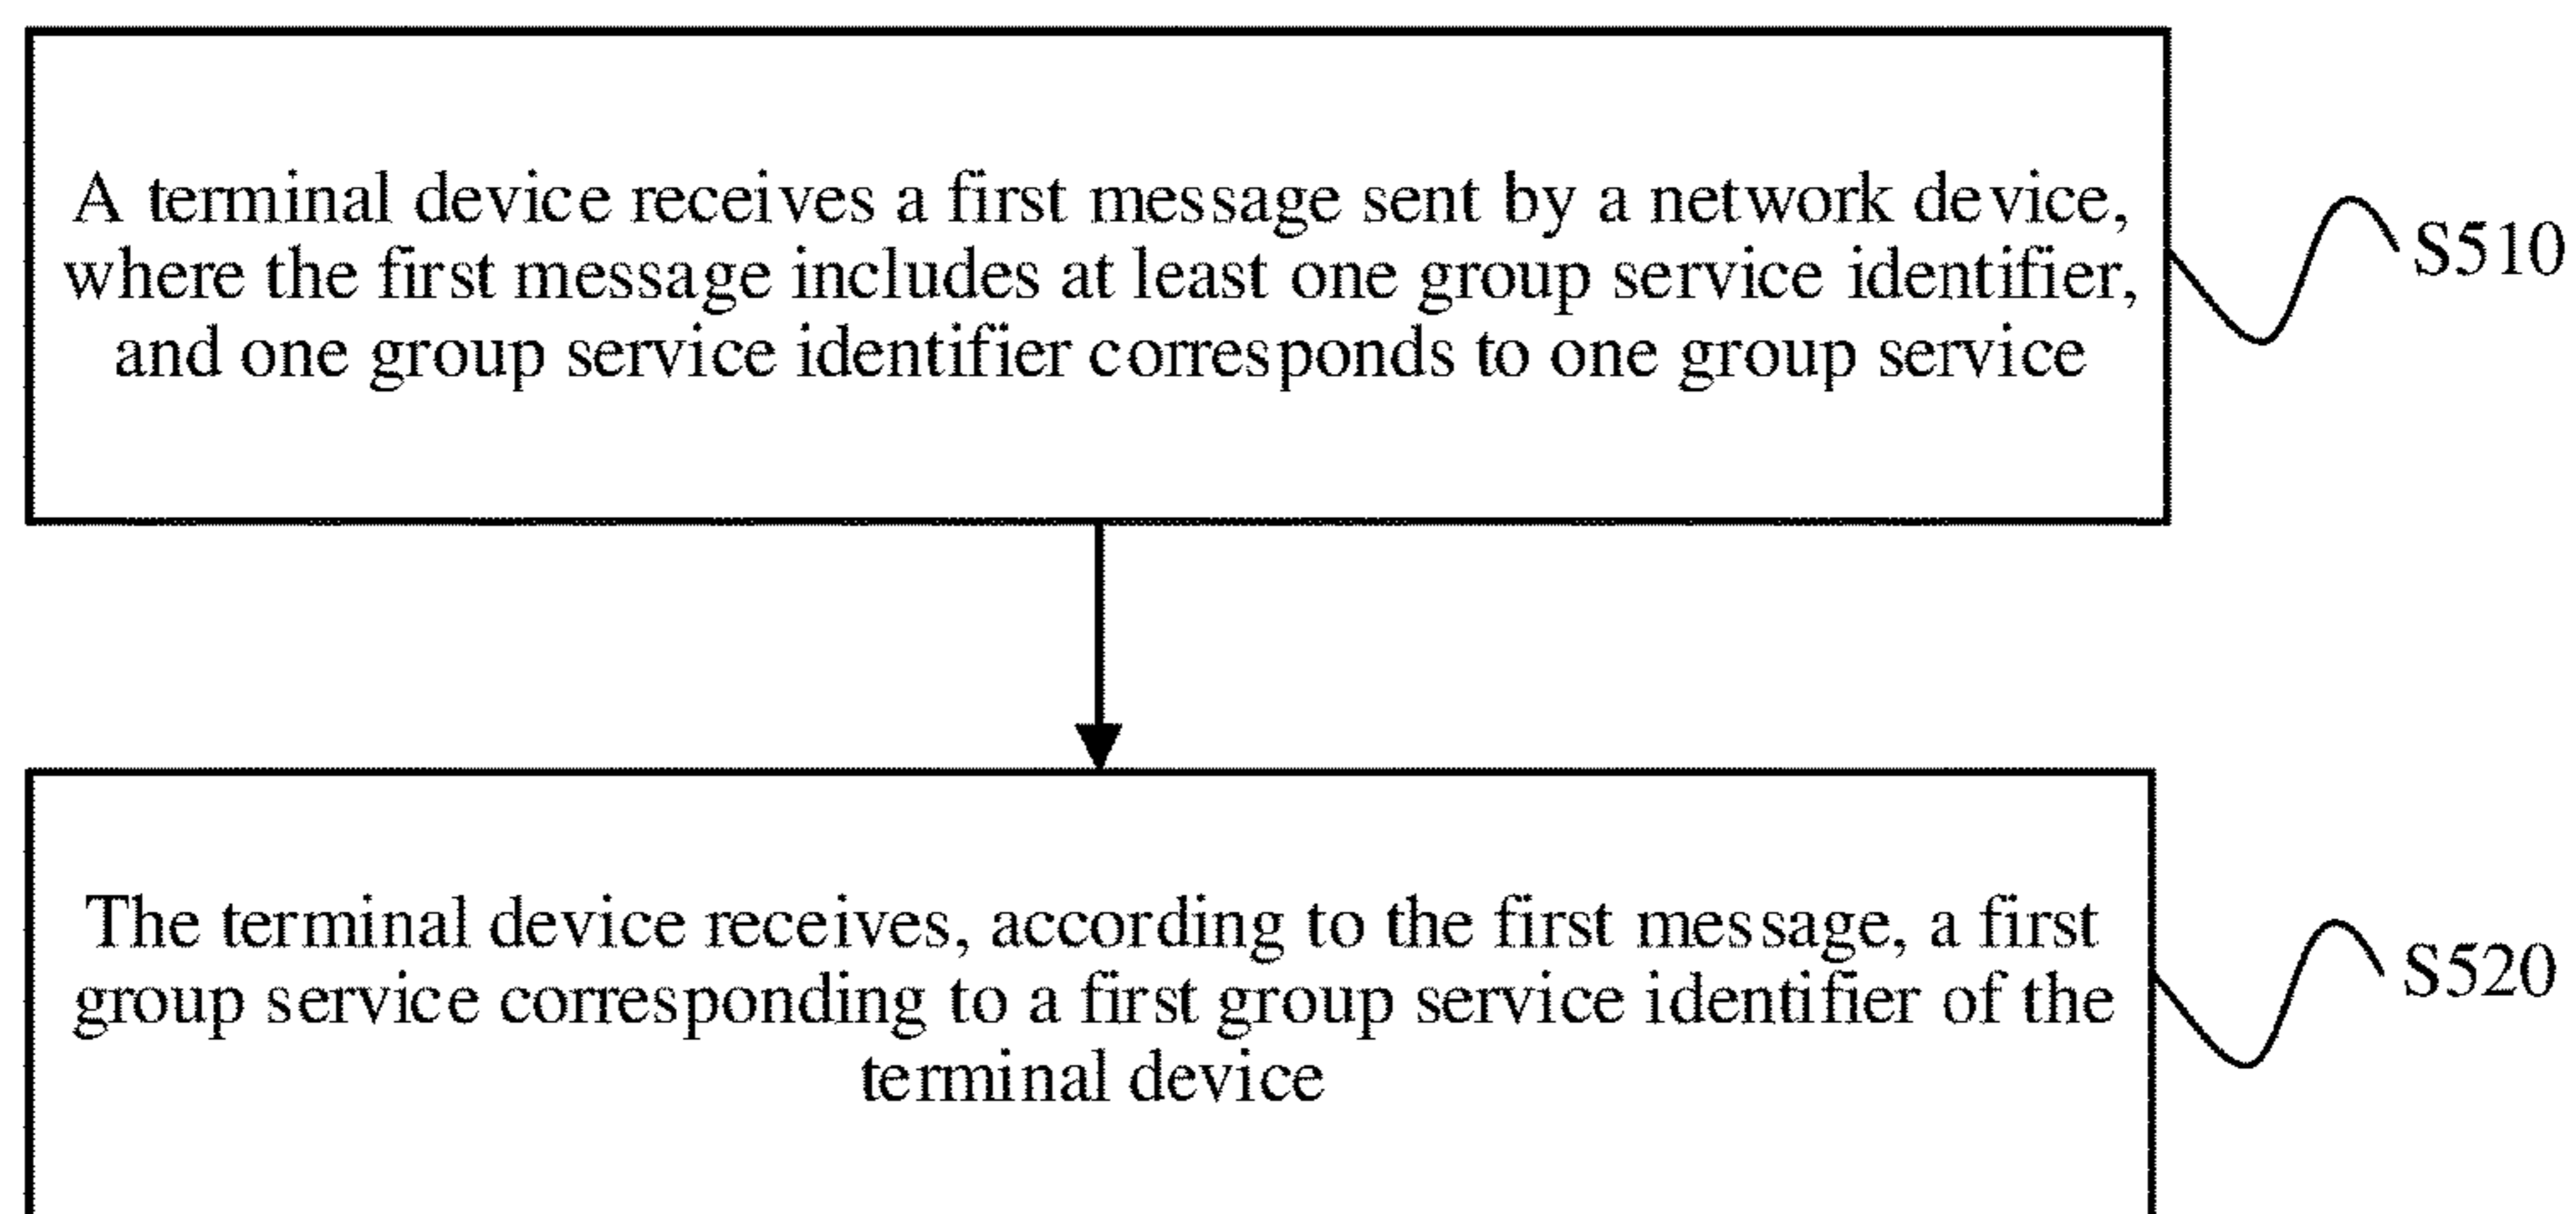 A terminal device receives a first message sent by a network device,
where the first message includes at least one group service identifier,
and one group service identifier corresponds to one group service
S510
The terminal device receives, according to the first message, a first
group service corresponding to a first group service identifier of the
terminal device
S520